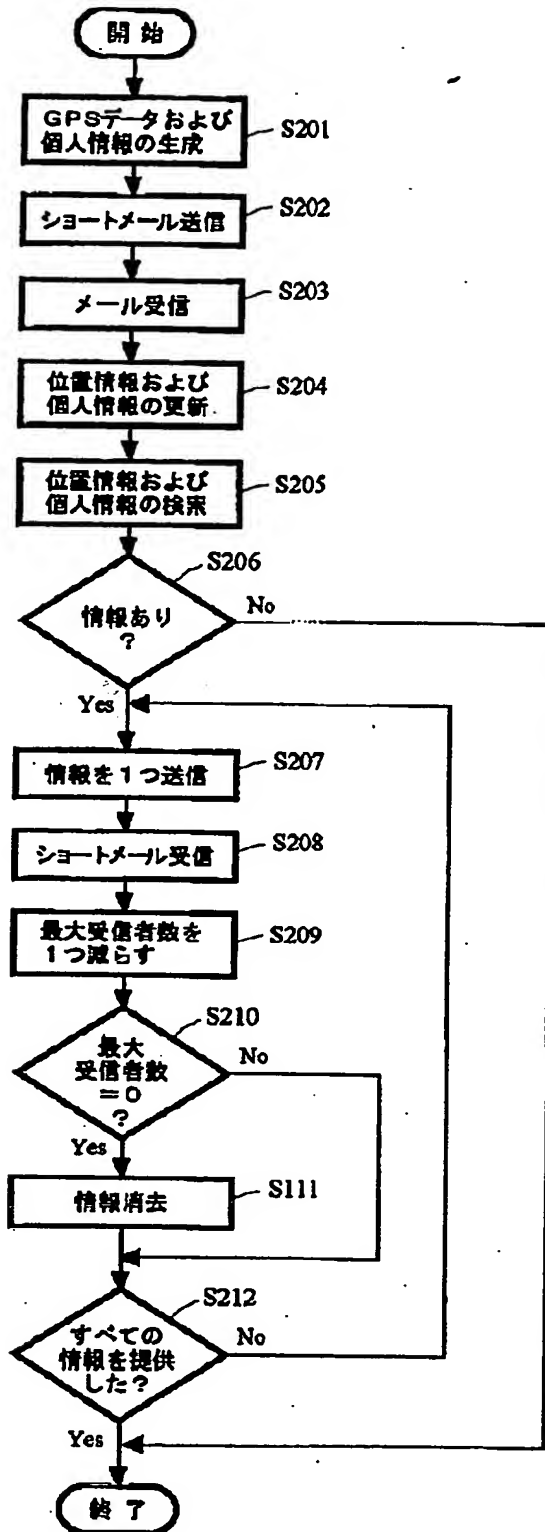 開始
GPSデータおよび
個人情報の生成
S201
ショートメール送信
S202
メール受信
S203
位置情報および
個人情報の更新
S204
位置情報および
個人情報の検索
S205
S206
情報あり
?
No
Yes
情報を1つ送信
S207
ショートメール受信
S208
最大受信者数を
1つ減らす
S209
S210
最大
受信者数
=0
?
No
Yes
情報消去
S111
S212
すべての
情報を提供
した?
No
Yes
終了